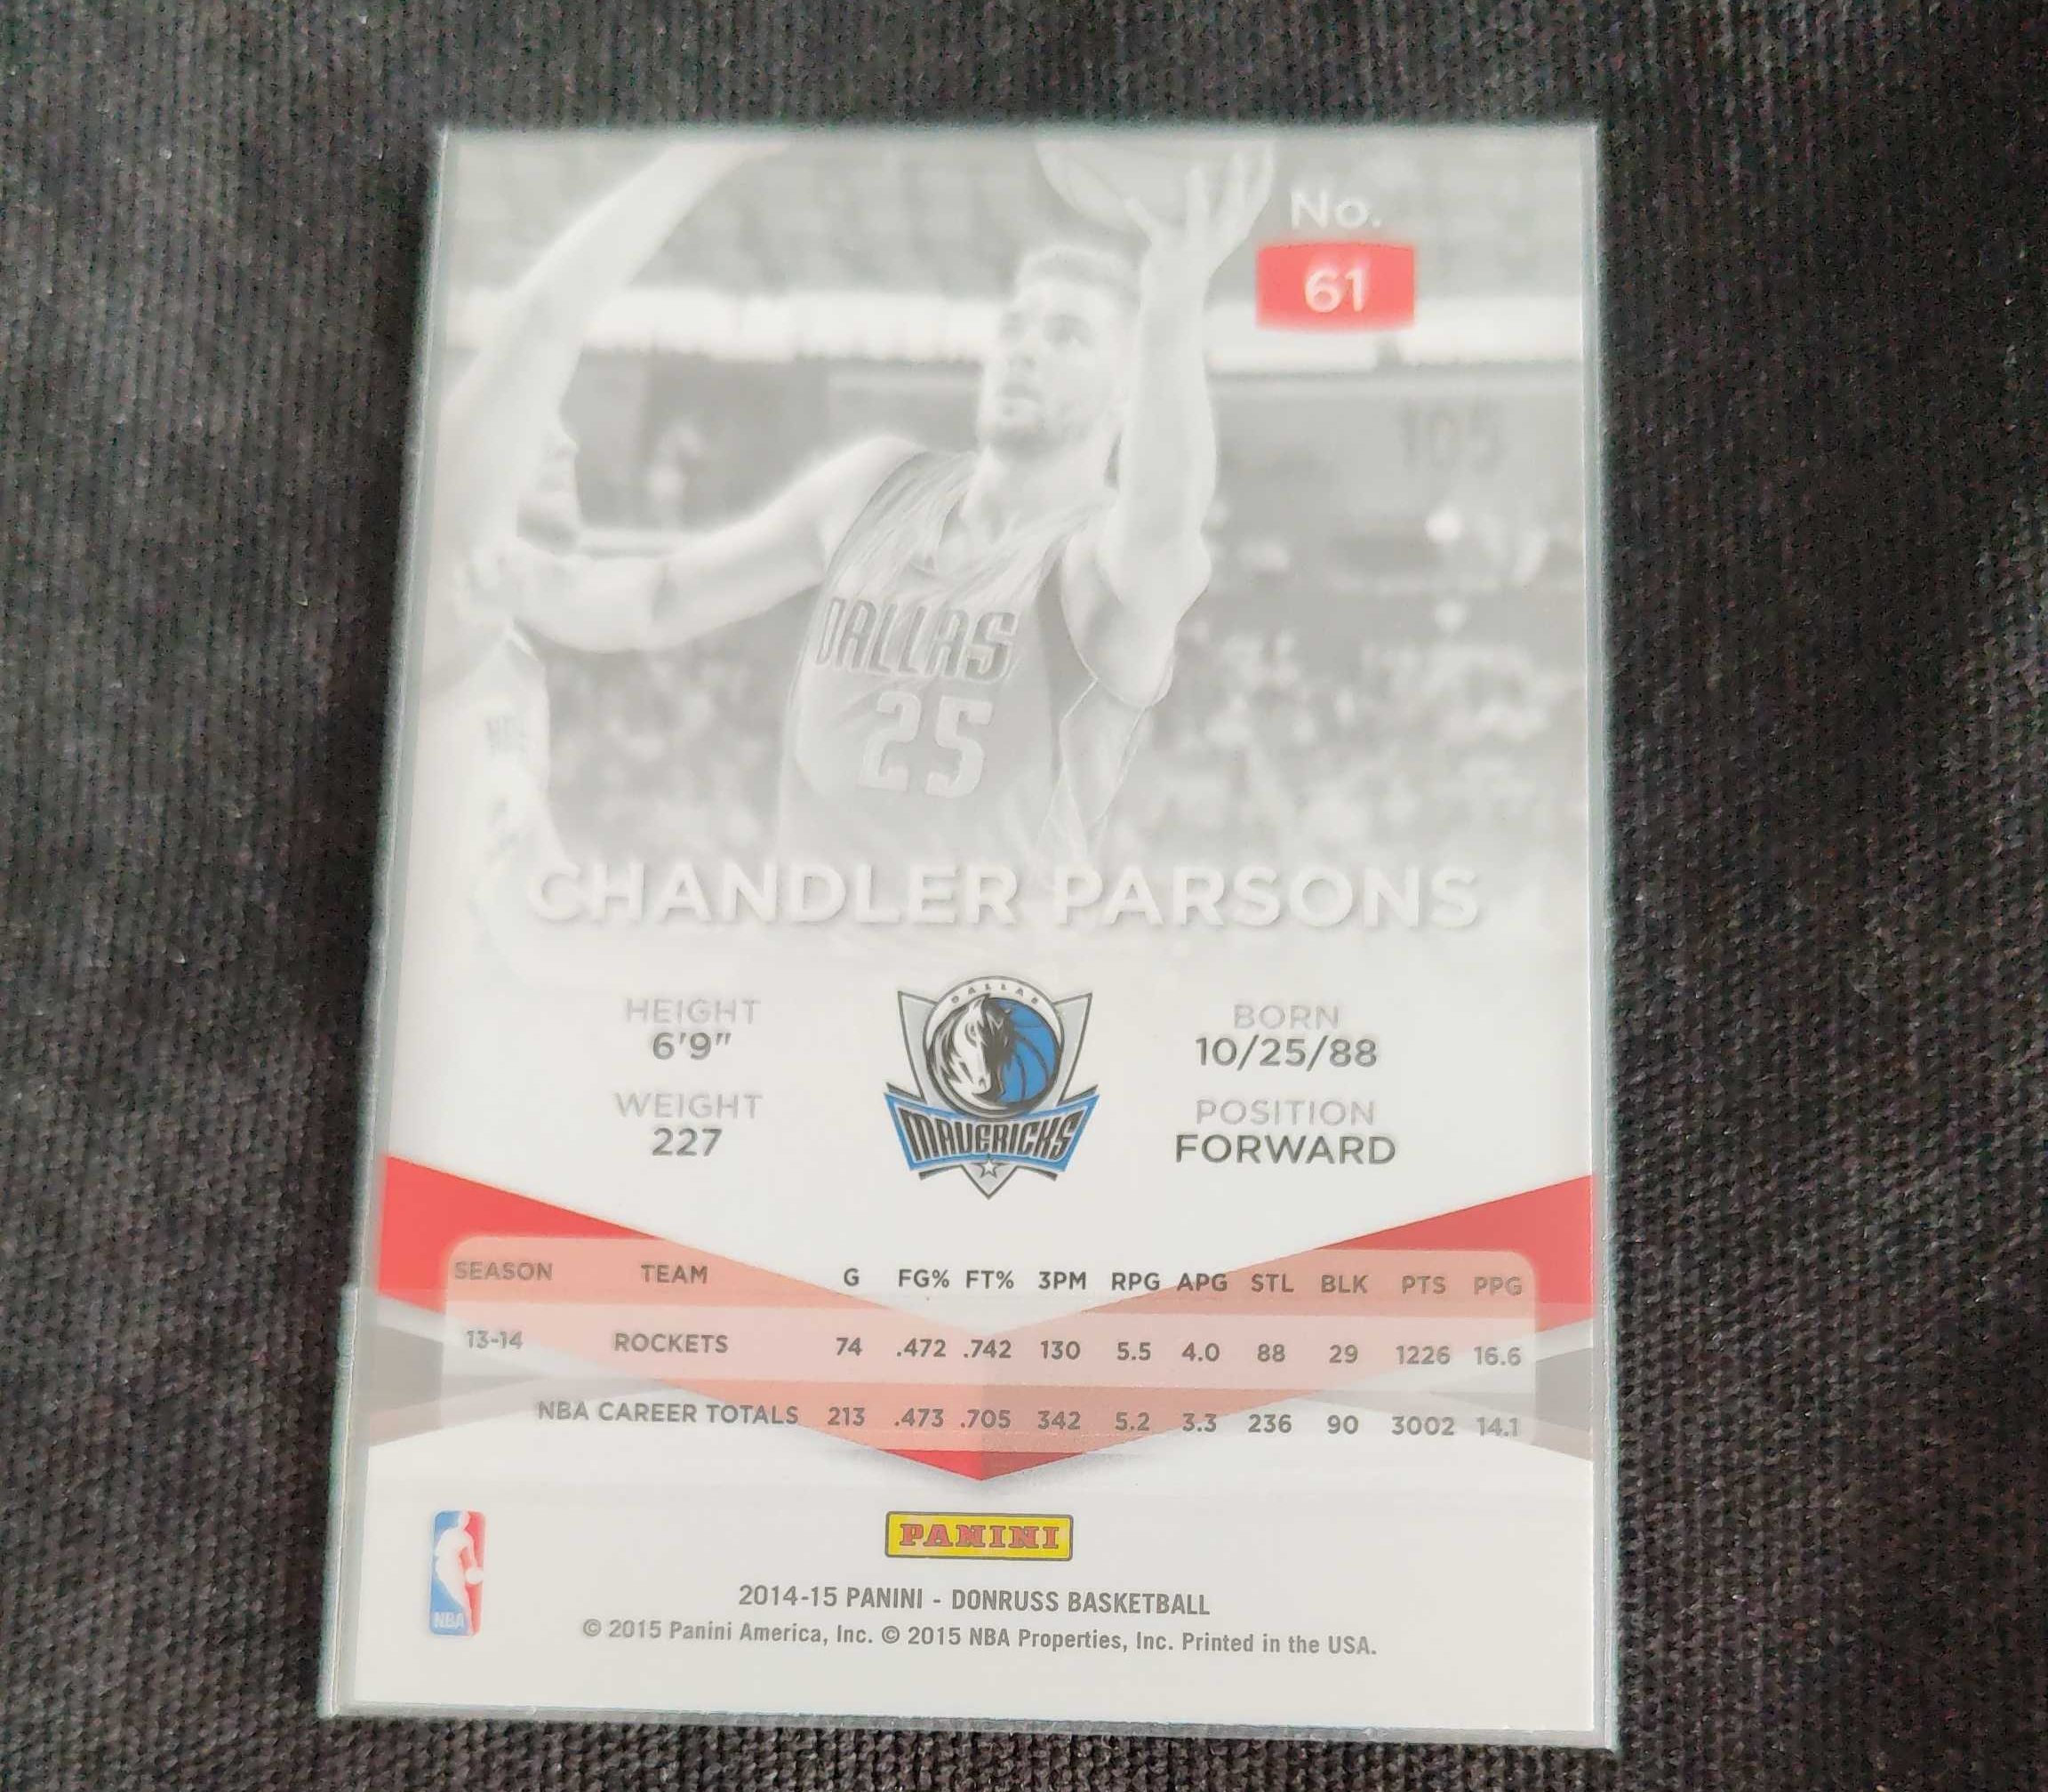 No.
61
105
DALLAS
25
CHANDLER PARSONS
HEIGHT
6'9"
WEIGHT
227
DALLAS
MAVERICKS
BORN
10/25/88
POSITION
FORWARD
SEASON TEAM G FG% FT% 3PM RPG APG STL BLK PTS PPG
13-14 ROCKETS 74 .472 .742 130 5.5 4.0 88 29 1226 16.6
NBA CAREER TOTALS 213 .473 .705 342 5.2 3.3 236 90 3002 14.1
NBA
PANINI
2014-15 PANINI - DONRUSS BASKETBALL
© 2015 Panini America, Inc. © 2015 NBA Properties, Inc. Printed in the USA.